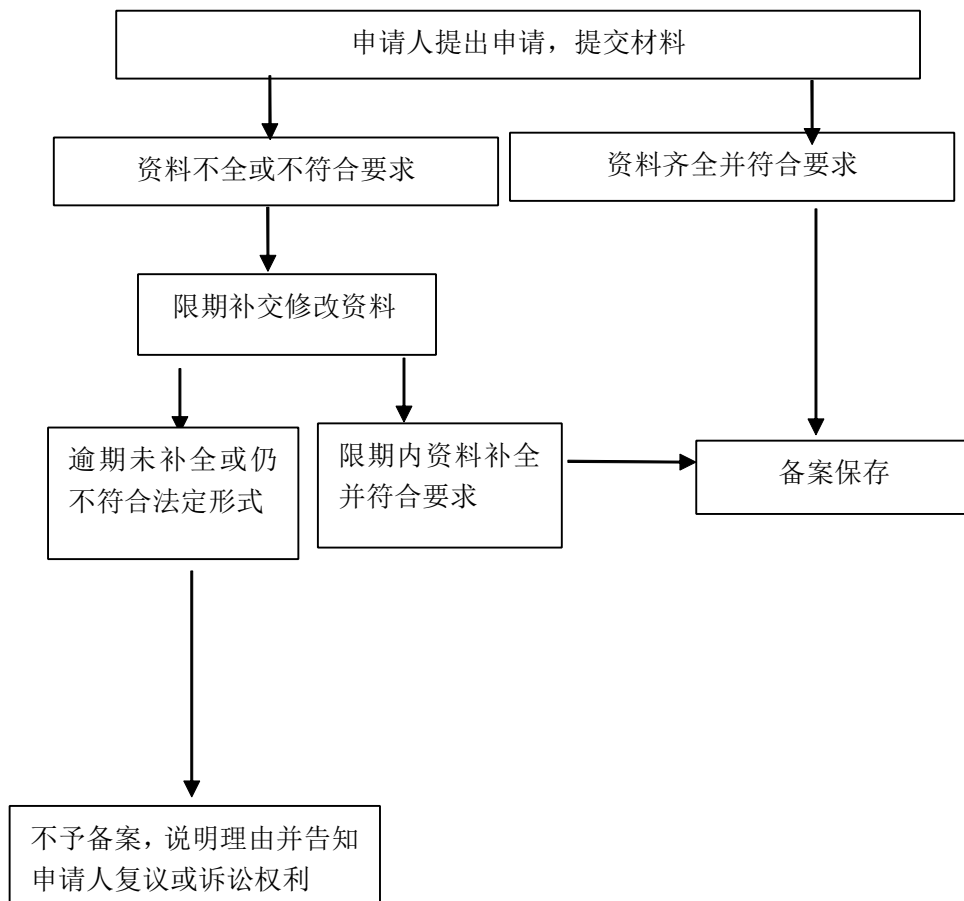 申请人提出申请，提交材料
资料不全或不符合要求
资料齐全并符合要求
限期补交修改资料
逾期未补全或仍
不符合法定形式
限期内资料补全
并符合要求
备案保存
不予备案，说明理由并告知
申请人复议或诉讼权利